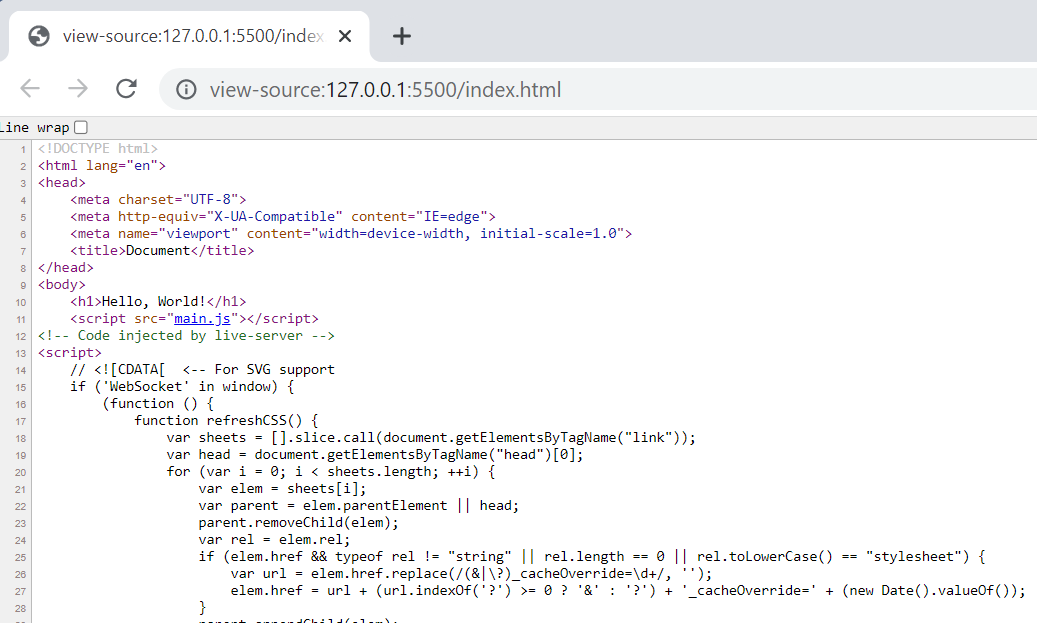 view-source:127.0.0.1:5500/index
view-source:127.0.0.1:5500/index.html
Line wrap
1 <!DOCTYPE html>
2 <html lang="en">
3 <head>
4     <meta charset="UTF-8">
5     <meta http-equiv="X-UA-Compatible" content="IE=edge">
6     <meta name="viewport" content="width=device-width, initial-scale=1.0">
7     <title>Document</title>
8 </head>
9 <body>
10     <h1>Hello, World!</h1>
11     <script src="main.js"></script>
12 <!-- Code injected by live-server -->
13 <script>
14     // <![CDATA[  <-- For SVG support
15     if ('WebSocket' in window) {
16         (function () {
17             function refreshCSS() {
18                 var sheets = [].slice.call(document.getElementsByTagName("link"));
19                 var head = document.getElementsByTagName("head")[0];
20                 for (var i = 0; i < sheets.length; ++i) {
21                     var elem = sheets[i];
22                     var parent = elem.parentElement || head;
23                     parent.removeChild(elem);
24                     var rel = elem.rel;
25                     if (elem.href && typeof rel != "string" || rel.length == 0 || rel.toLowerCase() == "stylesheet") {
26                         var url = elem.href.replace(/(&|\?)_cacheOverride=\d+/, '');
27                         elem.href = url + (url.indexOf('?') >= 0 ? '&' : '?') + '_cacheOverride=' + (new Date().valueOf());
28                     }